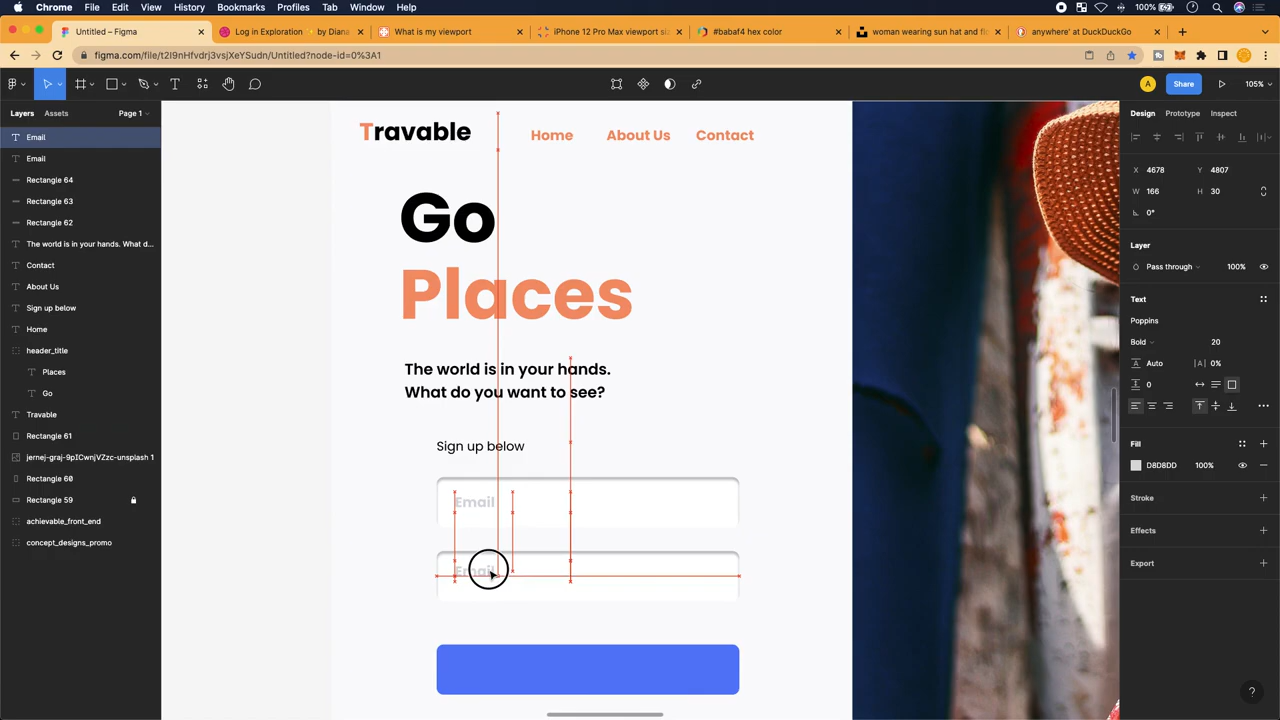 Chrome File Edit View History Bookmarks Profiles Tab Window Help 100%
Untitled – Figma Log in Exploration by Diana What is my viewport iPhone 12 Pro Max viewport si #babaf4 hex color woman wearing sun hat and fl anywhere' at DuckDuckGo
figma.com/file/t2I9nHfvdrj3vsjXeYSudn/Untitled?node-id=0%3A1
A Share 105%
Layers Assets Page 1
Design Prototype Inspect
Email
Email
Rectangle 64
Rectangle 63
Rectangle 62
The world is in your hands. What d...
Contact
About Us
Sign up below
Home
header_title
Places
Go
Travable
Rectangle 61
jernej-graj-9pICwnjVZzc-unsplash 1
Rectangle 60
Rectangle 59
achievable_front_end
concept_designs_promo
Travable Home About Us Contact
Go
Places
The world is in your hands.
What do you want to see?
Sign up below
Email
Email
X 4678 Y 4807
W 166 H 30
0°
Layer
Pass through 100%
Text
Poppins
Bold 20
Auto |A| 0%
0
Fill
D8D8DD 100%
Stroke
Effects
Export
?